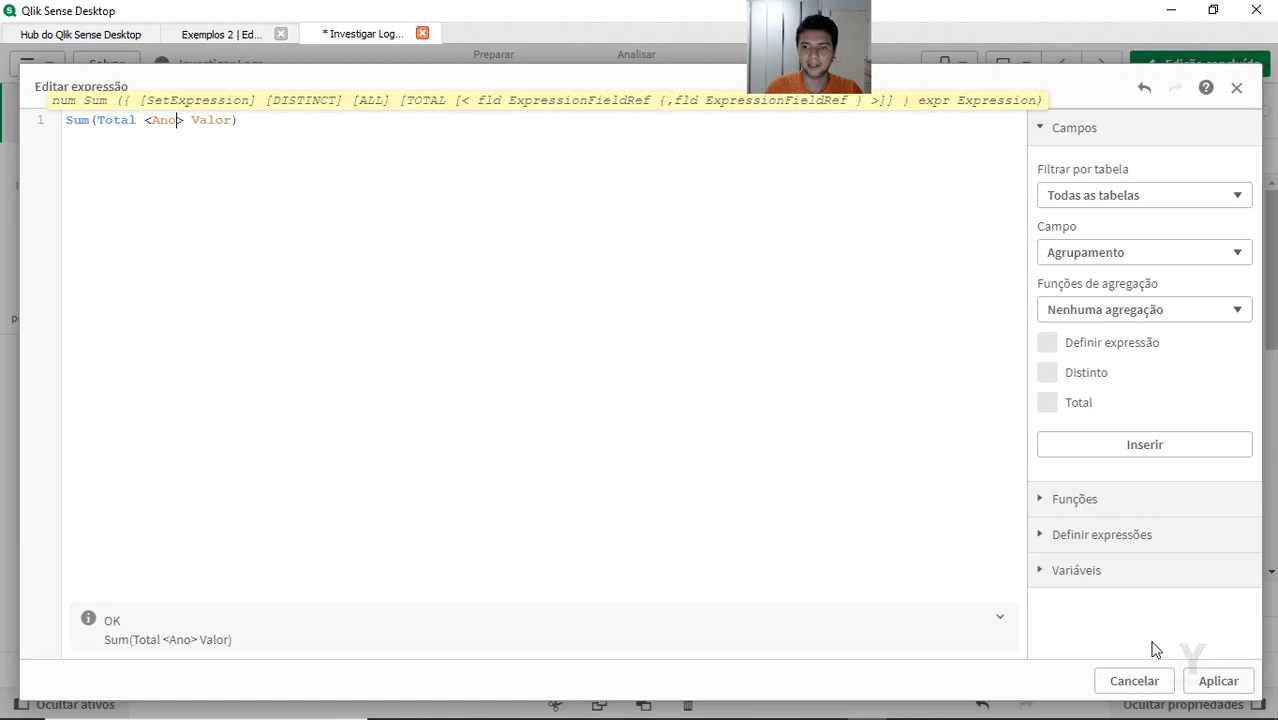 Qlik Sense Desktop
Hub do Qlik Sense Desktop
Exemplos 2 | Ed...
* Investigar Log...
Preparar
Analisar
Editar expressão
num Sum ({ [SetExpression] [DISTINCT] [ALL] [TOTAL [< fld ExpressionFieldRef {,fld ExpressionFieldRef } >]] } expr Expression)
1 Sum(Total <Ano> Valor)
Campos
Filtrar por tabela
Todas as tabelas
Campo
Agrupamento
Funções de agregação
Nenhuma agregação
Definir expressão
Distinto
Total
Inserir
Funções
Definir expressões
Variáveis
OK
Sum(Total <Ano> Valor)
Cancelar
Aplicar
Ocultar ativos
Ocultar propriedades